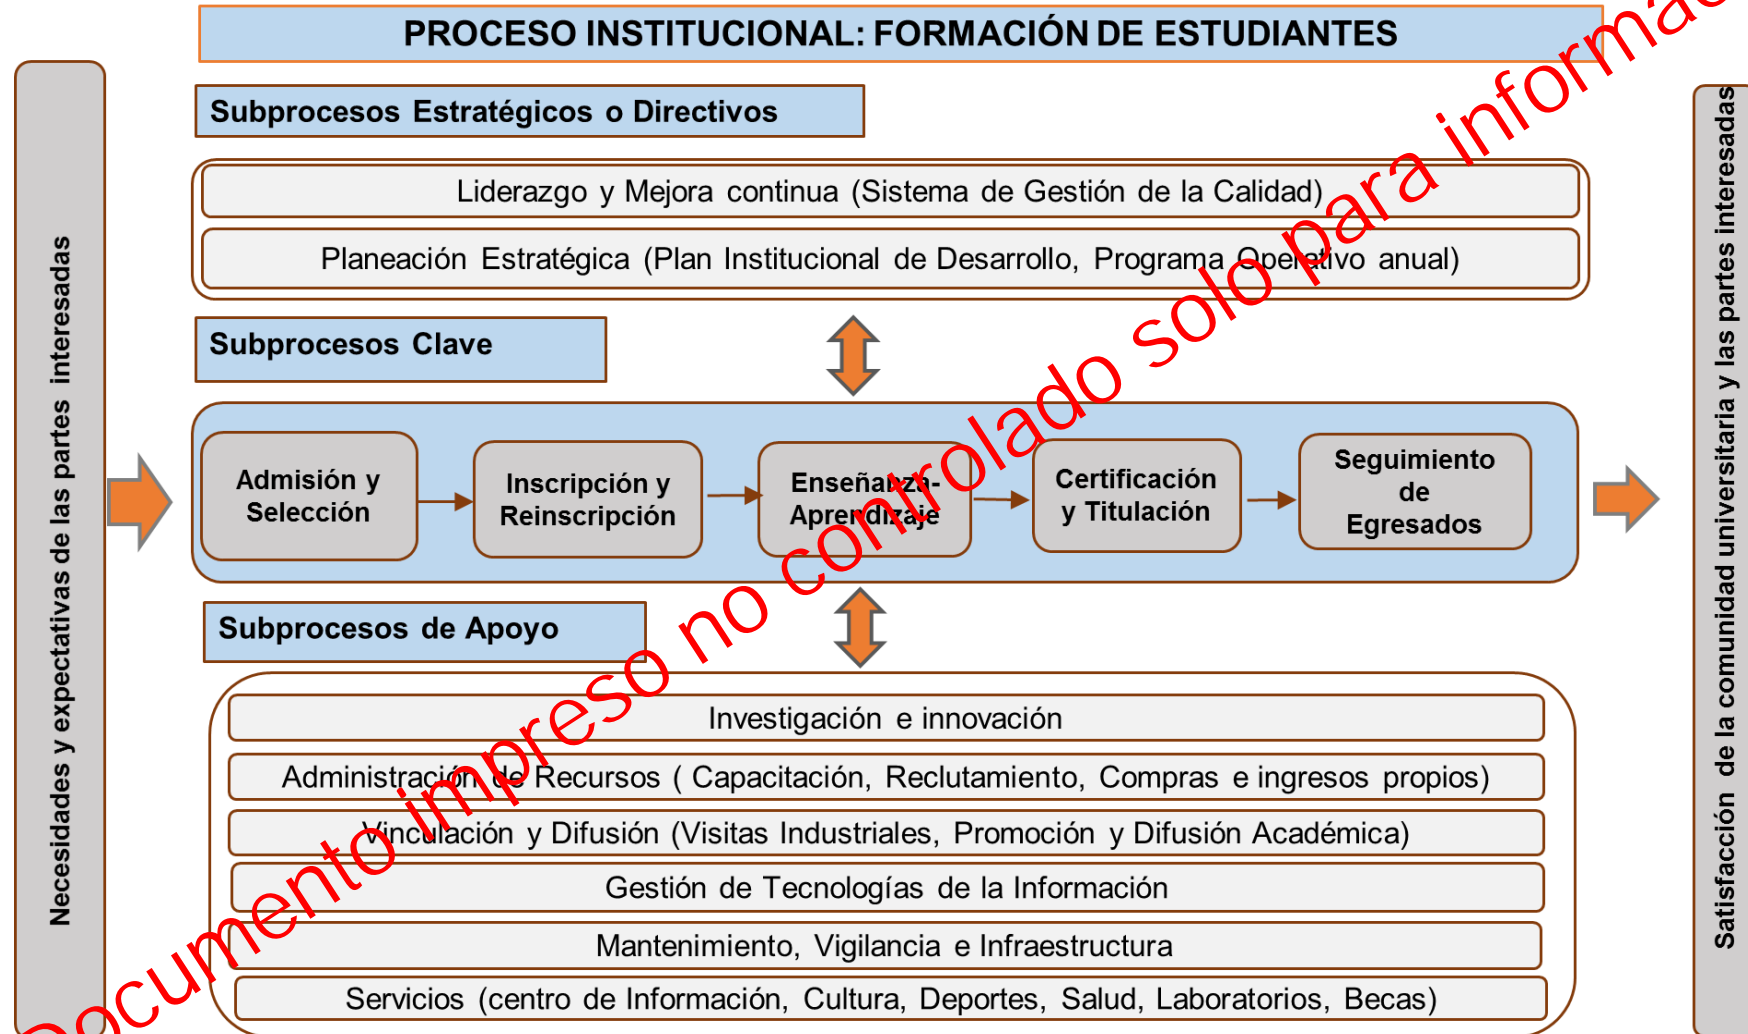 PROCESO INSTITUCIONAL: FORMACIÓN DE ESTUDIANTES
Necesidades y expectativas de las partes interesadas
Subprocesos Estratégicos o Directivos
Liderazgo y Mejora continua (Sistema de Gestión de la Calidad)
Planeación Estratégica (Plan Institucional de Desarrollo, Programa Operativo anual)
Subprocesos Clave
Admisión y
Selección
Inscripción y
Reinscripción
Enseñanza-
Aprendizaje
Certificación
y Titulación
Seguimiento
de
Egresados
Subprocesos de Apoyo
Investigación e innovación
Administración de Recursos ( Capacitación, Reclutamiento, Compras e ingresos propios)
Vinculación y Difusión (Visitas Industriales, Promoción y Difusión Académica)
Gestión de Tecnologías de la Información
Mantenimiento, Vigilancia e Infraestructura
Servicios (centro de Información, Cultura, Deportes, Salud, Laboratorios, Becas)
Satisfacción de la comunidad universitaria y las partes interesadas
Documento impreso no controlado solo para